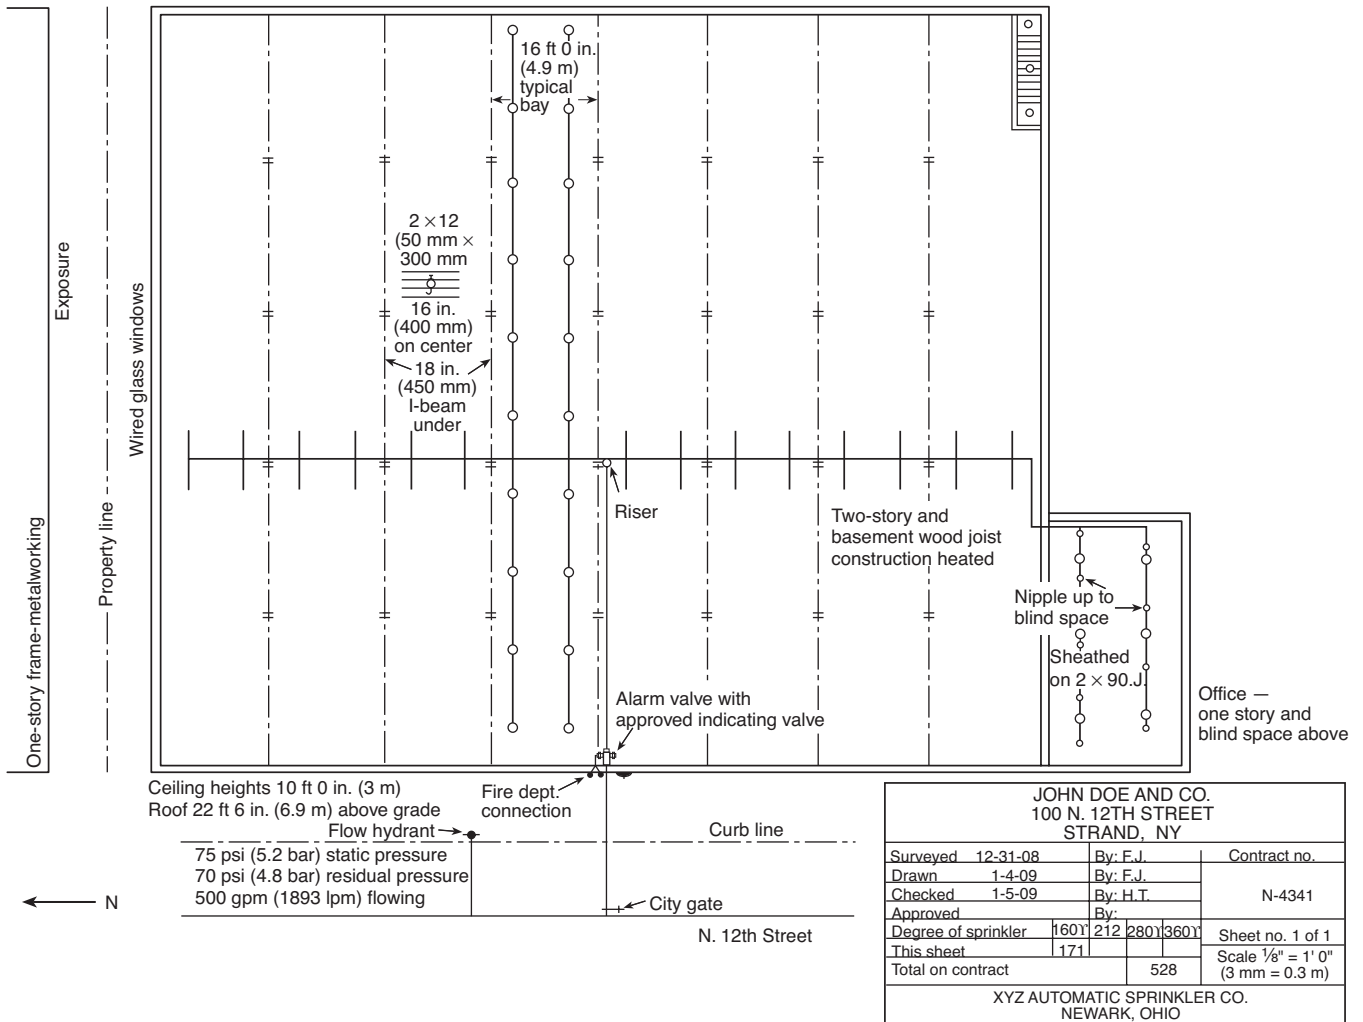 16 ft 0 in.
(4.9 m)
typical
bay
2 × 12
(50 mm ×
300 mm
16 in.
(400 mm)
on center
18 in.
(450 mm)
I-beam
under
Exposure
One-story frame-metalworking
Property line
Wired glass windows
Riser
Two-story and
basement wood joist
construction heated
Nipple up to
blind space
Sheathed
on 2 × 90.J.
Office —
one story and
blind space above
Alarm valve with
approved indicating valve
Fire dept.
connection
Ceiling heights 10 ft 0 in. (3 m)
Roof 22 ft 6 in. (6.9 m) above grade
Flow hydrant
Curb line
75 psi (5.2 bar) static pressure
70 psi (4.8 bar) residual pressure
500 gpm (1893 lpm) flowing
N
City gate
N. 12th Street
JOHN DOE AND CO.
100 N. 12TH STREET
STRAND, NY
Surveyed 12-31-08 By: F.J. Contract no.
Drawn 1-4-09 By: F.J.
Checked 1-5-09 By: H.T. N-4341
Approved By:
Degree of sprinkler 160ϒ 212 280ϒ 360ϒ Sheet no. 1 of 1
This sheet 171
Scale ⅛" = 1' 0"
Total on contract 528 (3 mm = 0.3 m)
XYZ AUTOMATIC SPRINKLER CO.
NEWARK, OHIO